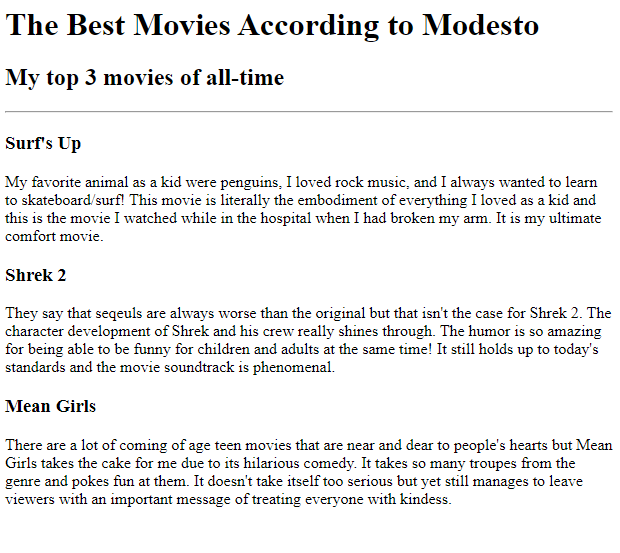 The Best Movies According to Modesto
My top 3 movies of all-time
Surf's Up
My favorite animal as a kid were penguins, I loved rock music, and I always wanted to learn
to skateboard/surf! This movie is literally the embodiment of everything I loved as a kid and
this is the movie I watched while in the hospital when I had broken my arm. It is my ultimate
comfort movie.
Shrek 2
They say that seqeuls are always worse than the original but that isn't the case for Shrek 2. The
character development of Shrek and his crew really shines through. The humor is so amazing
for being able to be funny for children and adults at the same time! It still holds up to today's
standards and the movie soundtrack is phenomenal.
Mean Girls
There are a lot of coming of age teen movies that are near and dear to people's hearts but Mean
Girls takes the cake for me due to its hilarious comedy. It takes so many troupes from the
genre and pokes fun at them. It doesn't take itself too serious but yet still manages to leave
viewers with an important message of treating everyone with kindess.